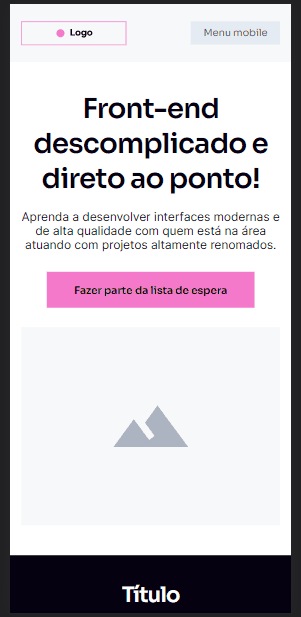 Logo
Menu mobile
Front-end
descomplicado e
direto ao ponto!
Aprenda a desenvolver interfaces modernas e
de alta qualidade com quem está na área
atuando com projetos altamente renomados.
Fazer parte da lista de espera
Título